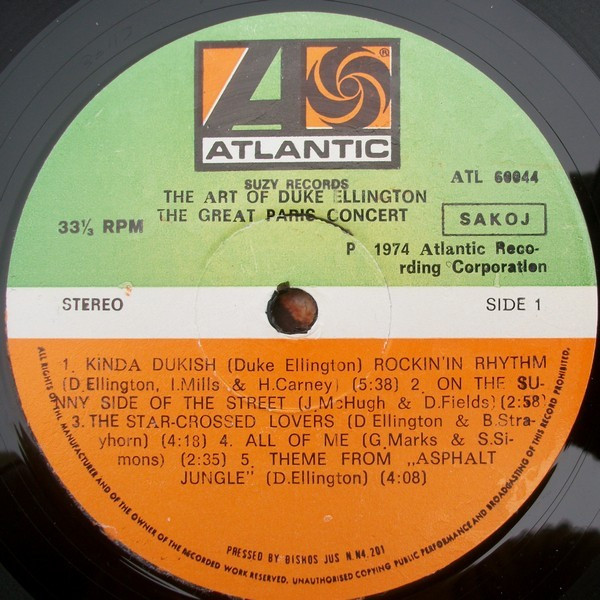 ATLANTIC
®
SUZY RECORDS
THE ART OF DUKE ELLINGTON
THE GREAT PARIS CONCERT
33⅓ RPM
ATL 60044
SAKOJ
P 1974 Atlantic Reco-
rding Corporation
STEREO
SIDE 1
1. KiNDA DUKISH (Duke Ellington) ROCKIN'IN RHYTHM
(D.Ellington, I.Mills & H.Carney) (5:38) 2. ON THE SU-
NNY SIDE OF THE STREET (J.McHugh & D.Fields) (2:58)
3. THE STAR-CROSSED LOVERS (D Ellington & B.Stra-
yhorn) (4:18) 4. ALL OF ME (G.Marks & S.Si-
mons) (2:35) 5. THEME FROM „ASPHALT
JUNGLE” (D.Ellington) (4:08)
PRESSED BY BISKOS JUS N.N4.201
ALL RIGHTS OF THE MANUFACTURER AND OF THE OWNER OF THE RECORDED WORK RESERVED. UNAUTHORISED COPYING PUBLIC PERFORMANCE AND BROADCASTING OF THIS RECORD PROHIBITED.